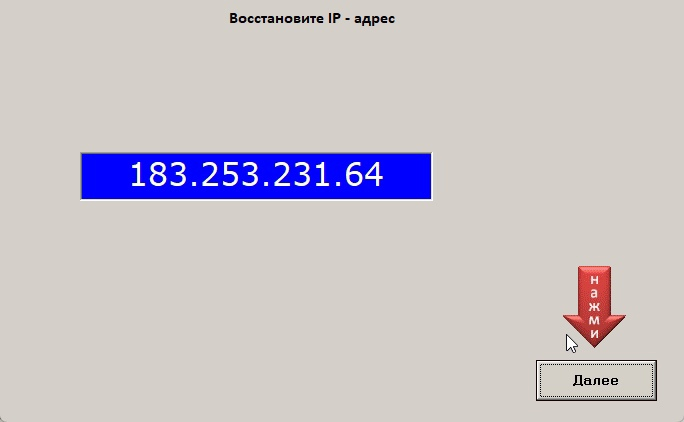 Восстановите IP - адрес
183.253.231.64
нажми
Далее